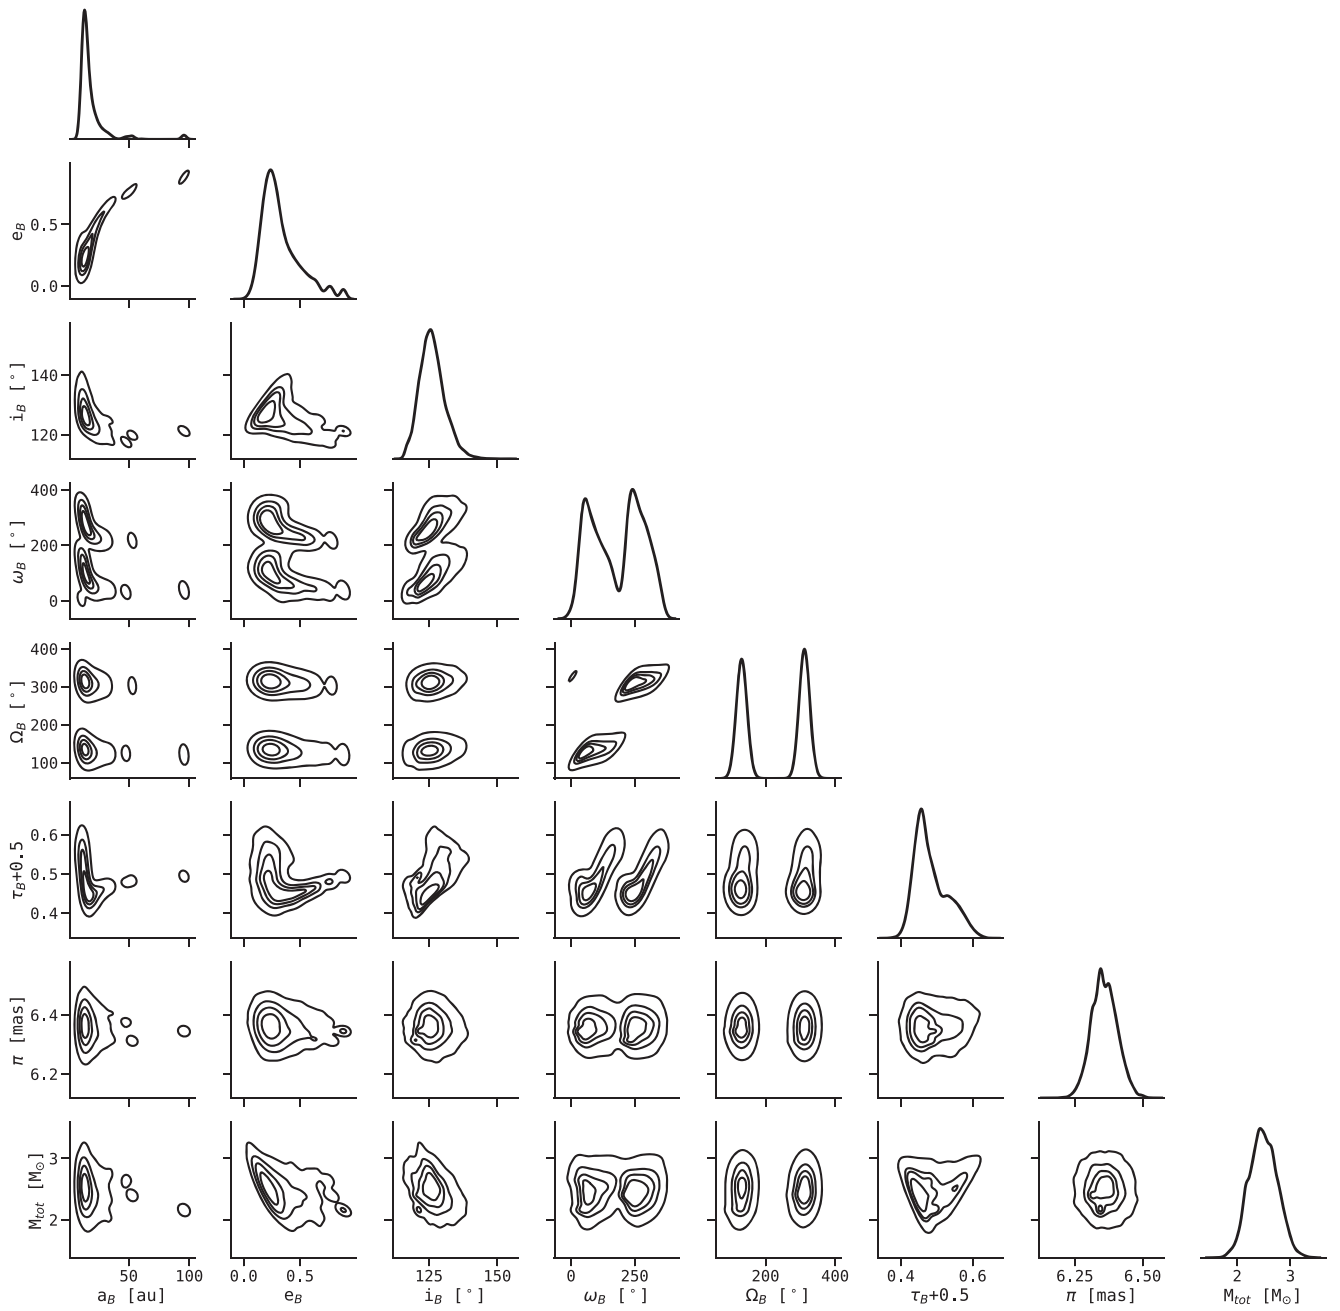 e_B
0.5
0.0
i_B [°]
140
120
ω_B [°]
400
200
0
Ω_B [°]
400
300
200
100
τ_B+0.5
0.6
0.5
0.4
π [mas]
6.4
6.2
M_tot [M_⊙]
3
2
50 100 0.0 0.5 125 150 0 250 200 400 0.4 0.6 6.25 6.50 2 3
a_B [au] e_B i_B [°] ω_B [°] Ω_B [°] τ_B+0.5 π [mas] M_tot [M_⊙]